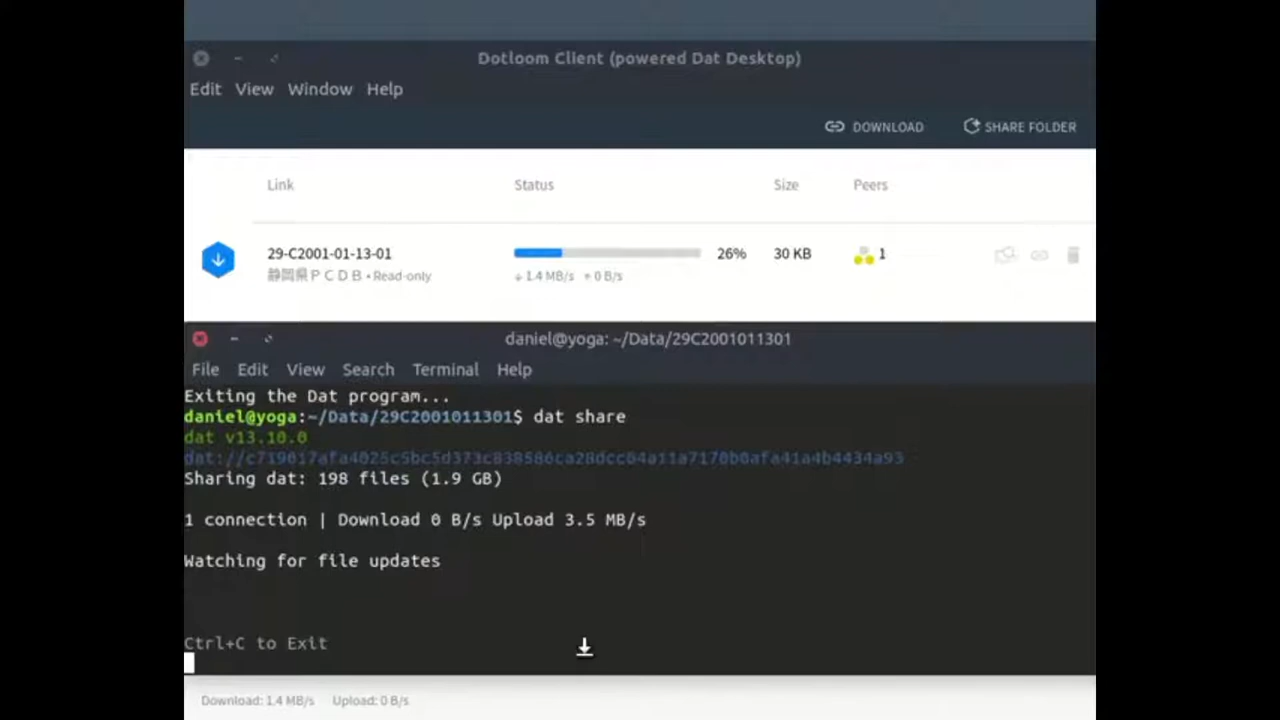 Dotloom Client (powered Dat Desktop)
Edit View Window Help
DOWNLOAD SHARE FOLDER
Link Status Size Peers
29-C2001-01-13-01 26% 30 KB 1
静岡県ＰＣＤＢ • Read-only 1.4 MB/s 0 B/s
daniel@yoga: ~/Data/29C2001011301
File Edit View Search Terminal Help
Exiting the Dat program...
daniel@yoga:~/Data/29C2001011301$ dat share
dat v13.10.0
Sharing dat: 198 files (1.9 GB)
1 connection | Download 0 B/s Upload 3.5 MB/s
Watching for file updates
Ctrl+C to Exit
Download: 1.4 MB/s Upload: 0 B/s